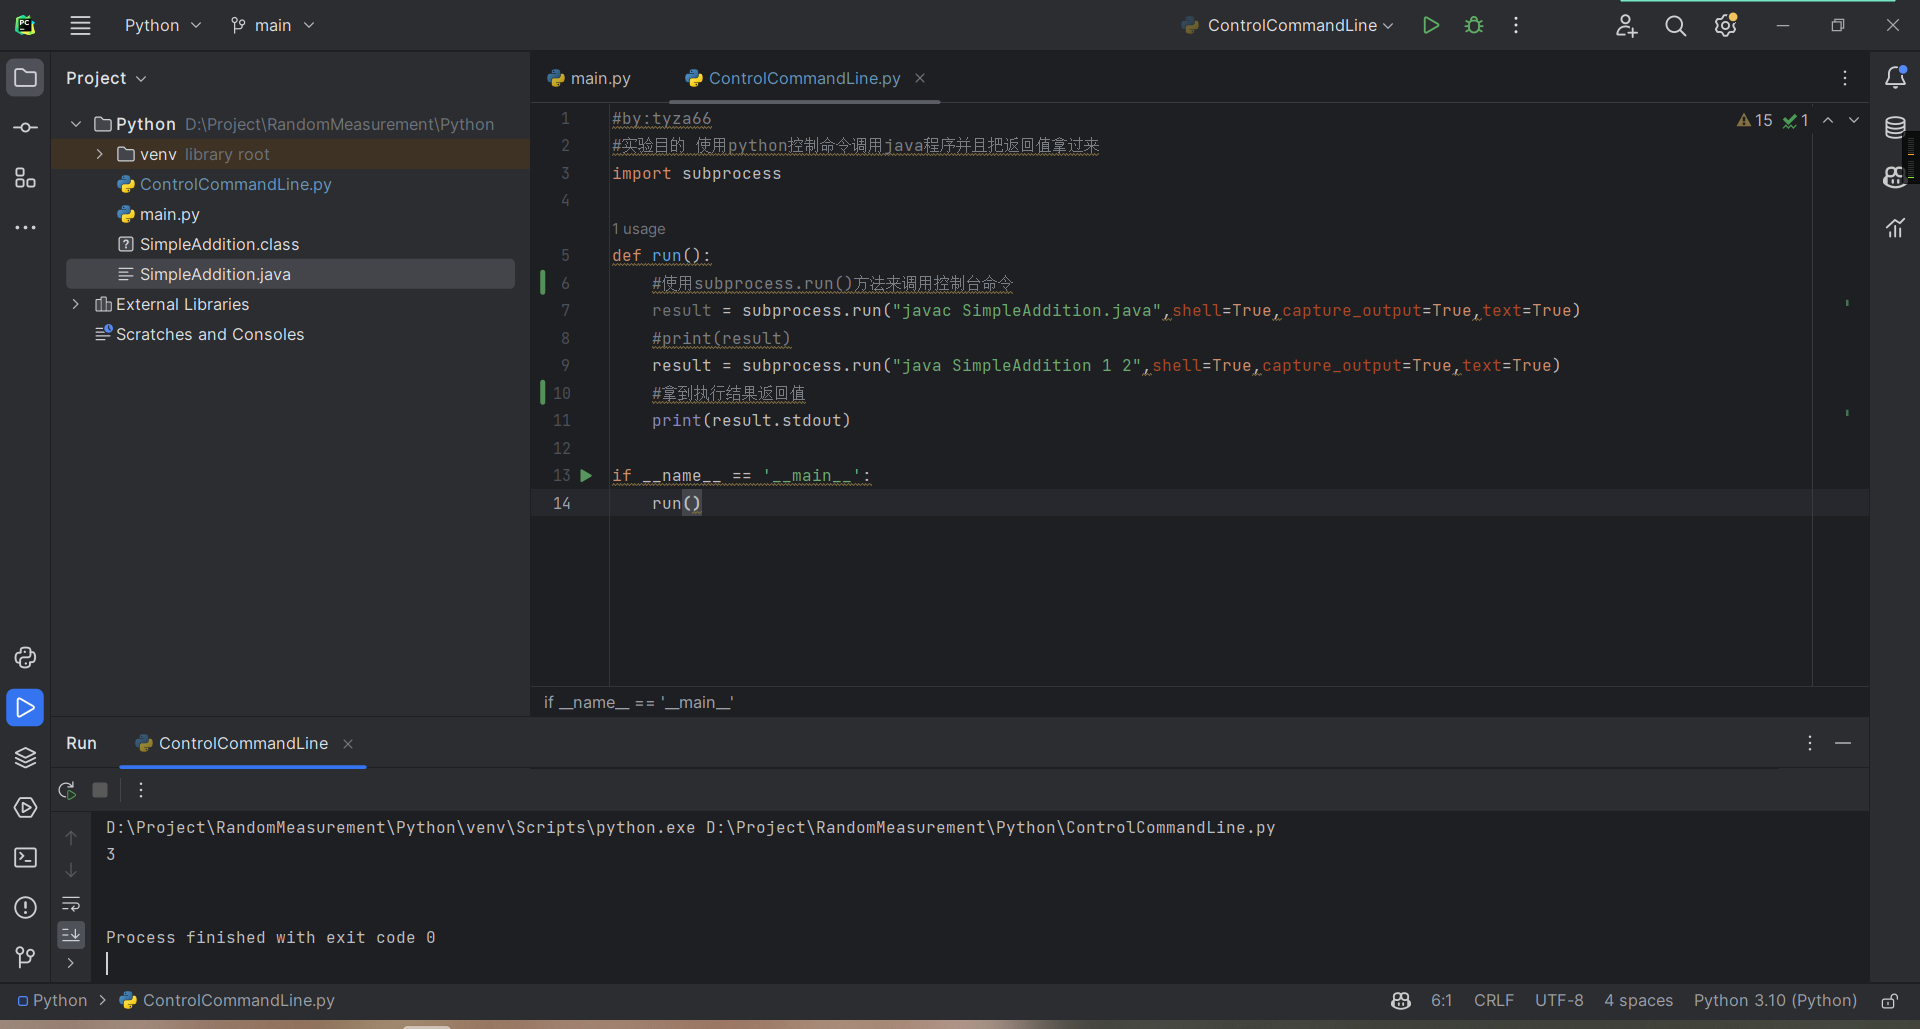 Python main ControlCommandLine
Project
main.py ControlCommandLine.py
Python D:\Project\RandomMeasurement\Python
venv library root
ControlCommandLine.py
main.py
SimpleAddition.class
SimpleAddition.java
External Libraries
Scratches and Consoles
15 1
1 #by:tyza66
2 #实验目的 使用python控制命令调用java程序并且把返回值拿过来
3 import subprocess
4
1 usage
5 def run():
6 #使用subprocess.run()方法来调用控制台命令
7 result = subprocess.run("javac SimpleAddition.java",shell=True,capture_output=True,text=True)
8 #print(result)
9 result = subprocess.run("java SimpleAddition 1 2",shell=True,capture_output=True,text=True)
10 #拿到执行结果返回值
11 print(result.stdout)
12
13 if __name__ == '__main__':
14 run()
if __name__ == '__main__'
Run ControlCommandLine
D:\Project\RandomMeasurement\Python\venv\Scripts\python.exe D:\Project\RandomMeasurement\Python\ControlCommandLine.py
3
Process finished with exit code 0
Python ControlCommandLine.py 6:1 CRLF UTF-8 4 spaces Python 3.10 (Python)